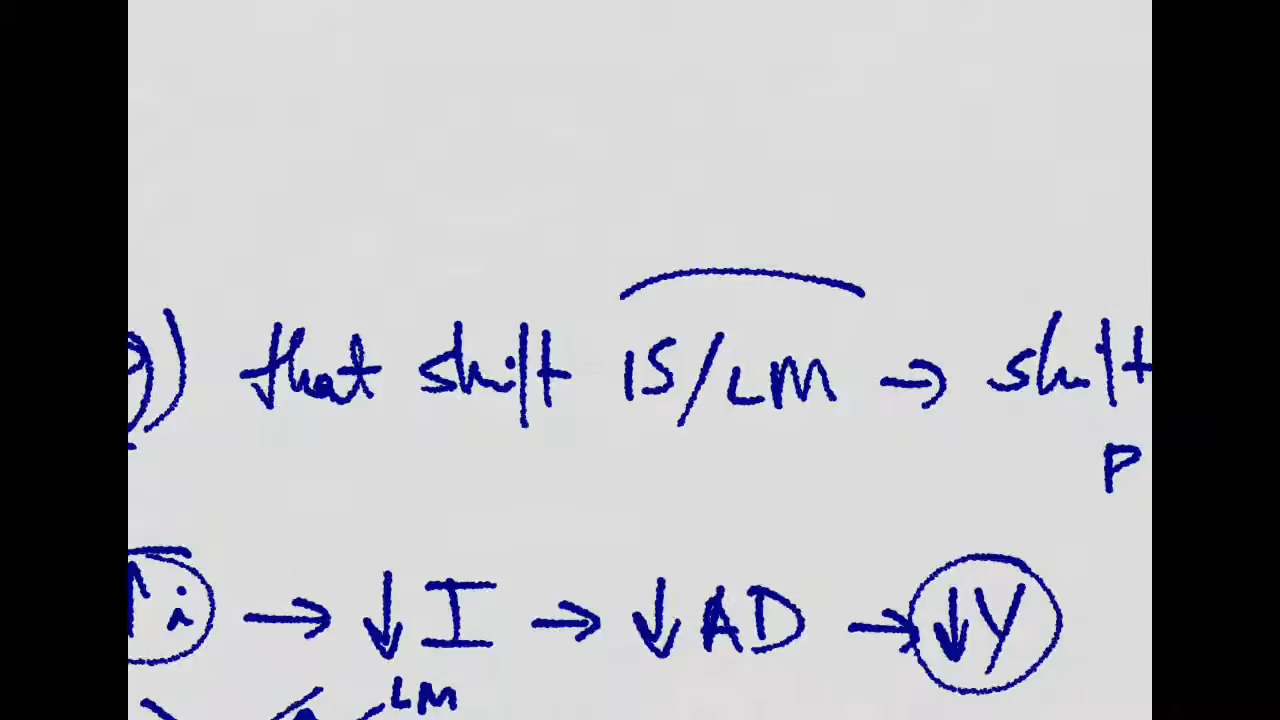 ) that shift IS/LM → shift
P
↑i → ↓I → ↓AD → ↓Y
LM